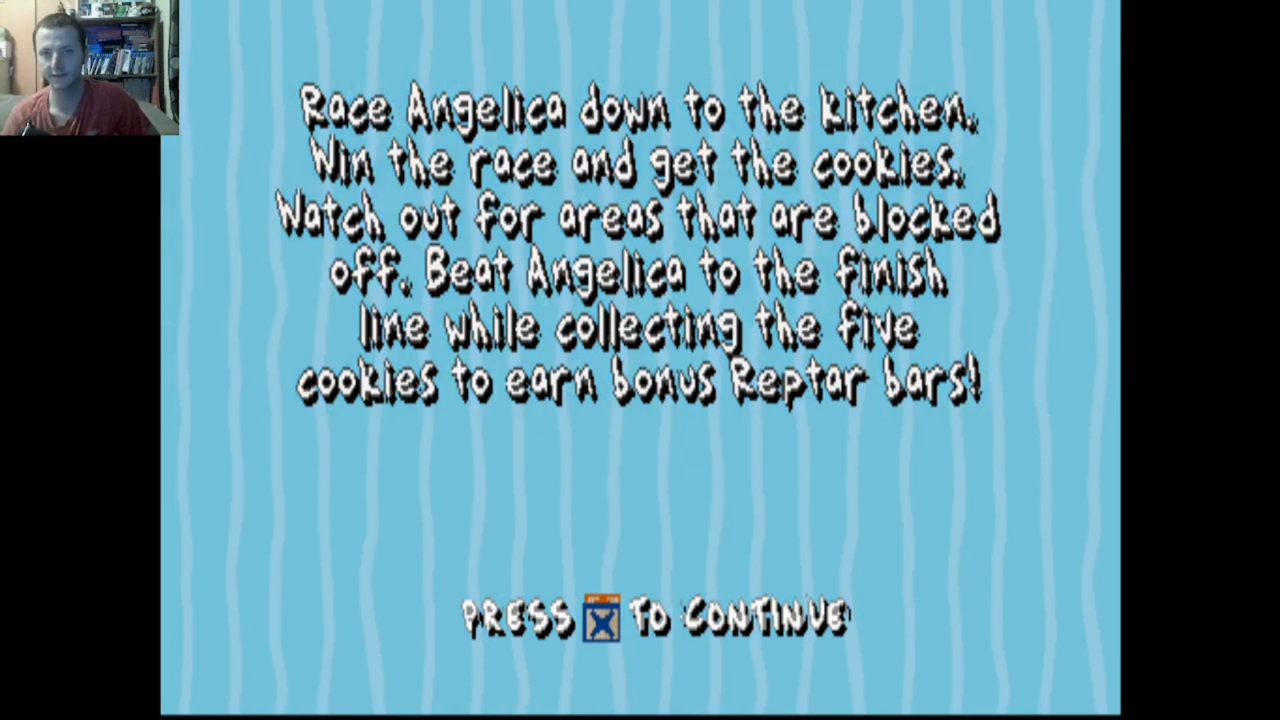 Race Angelica down to the kitchen.
Win the race and get the cookies.
Watch out for areas that are blocked
off. Beat Angelica to the finish
line while collecting the five
cookies to earn bonus Reptar bars!
PRESS X TO CONTINUE